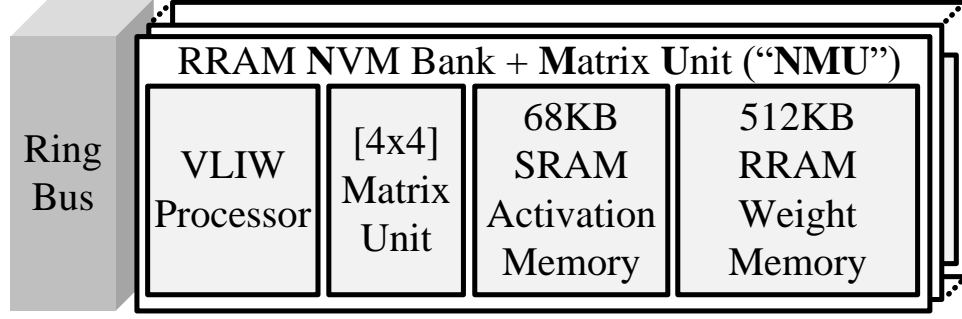 RRAM NVM Bank + Matrix Unit (“NMU”)
Ring
Bus
VLIW
Processor
[4x4]
Matrix
Unit
68KB
SRAM
Activation
Memory
512KB
RRAM
Weight
Memory